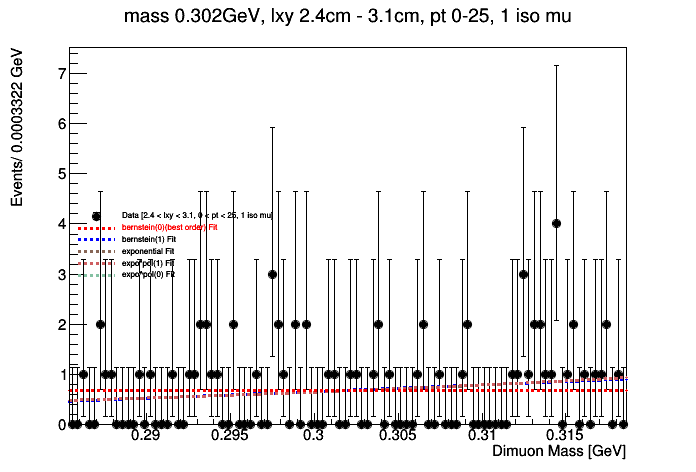 mass 0.302GeV, lxy 2.4cm - 3.1cm, pt 0-25, 1 iso mu
Events/ 0.0003322 GeV
7
6
5
4
3
2
1
0
Data [2.4 < lxy < 3.1, 0 < pt < 25, 1 iso mu]
bernstein(0)(best order) Fit
bernstein(1) Fit
exponential Fit
expo*pol(1) Fit
expo*pol(0) Fit
0.29 0.295 0.3 0.305 0.31 0.315
Dimuon Mass [GeV]